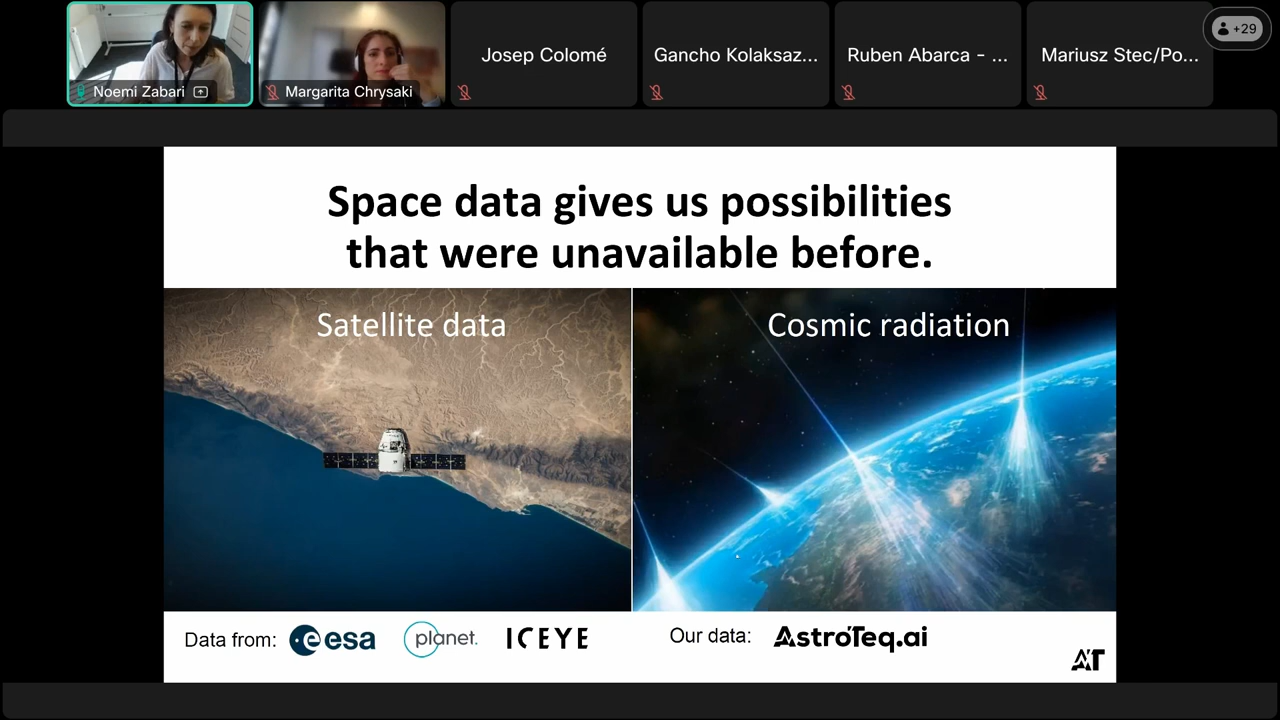 Noemi Zabari
Margarita Chrysaki
Josep Colomé
Gancho Kolaksaz...
Ruben Abarca - ...
Mariusz Stec/Po...
+29
Space data gives us possibilities
that were unavailable before.
Satellite data
Cosmic radiation
Data from:
esa
planet.
ICEYE
Our data:
AstroTeq.ai
AT